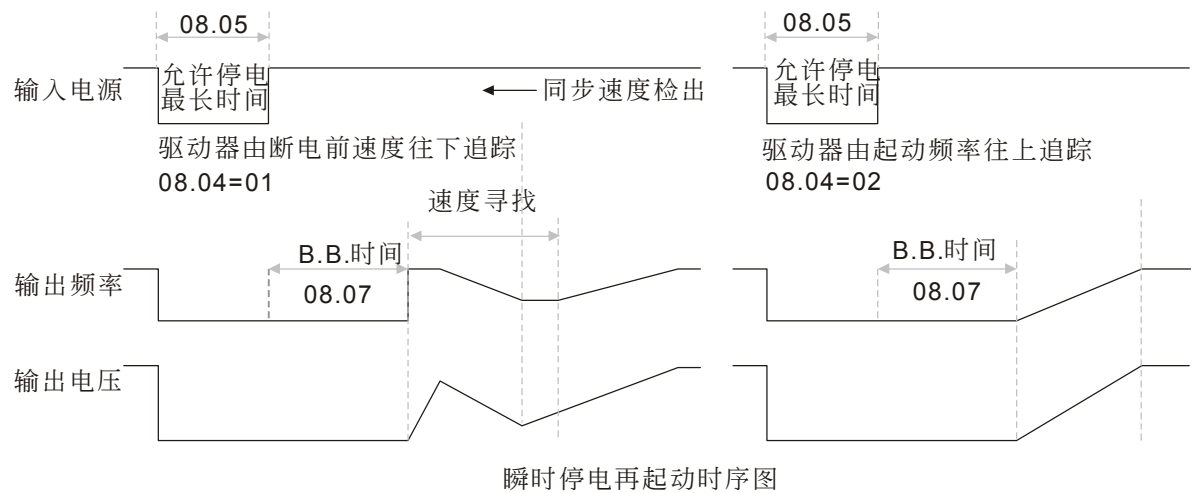 08.05
08.05
输入电源
允许停电
最长时间
同步速度检出
允许停电
最长时间
驱动器由断电前速度往下追踪
08.04=01
驱动器由起动频率往上追踪
08.04=02
速度寻找
输出频率
B.B.时间
08.07
B.B.时间
08.07
输出电压
瞬时停电再起动时序图